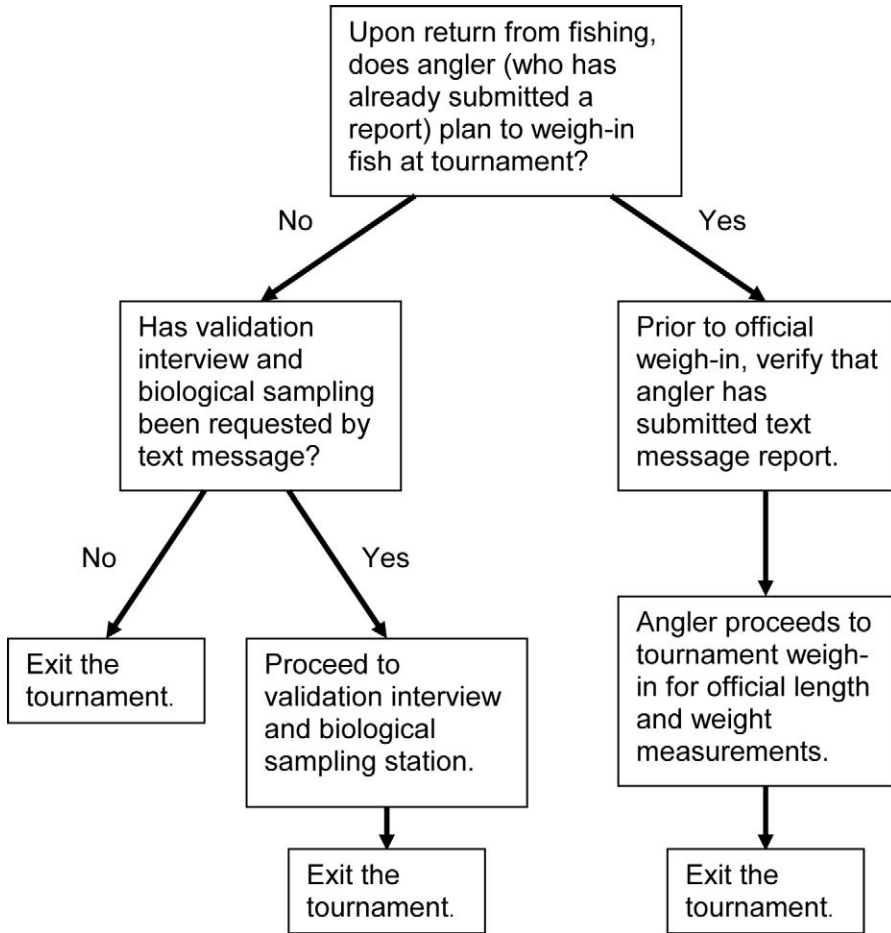 Upon return from fishing,
does angler (who has
already submitted a
report) plan to weigh-in
fish at tournament?
No
Yes
Has validation
interview and
biological sampling
been requested by
text message?
Prior to official
weigh-in, verify that
angler has
submitted text
message report.
No
Yes
Exit the
tournament.
Proceed to
validation interview
and biological
sampling station.
Angler proceeds to
tournament weigh-
in for official length
and weight
measurements.
Exit the
tournament.
Exit the
tournament.